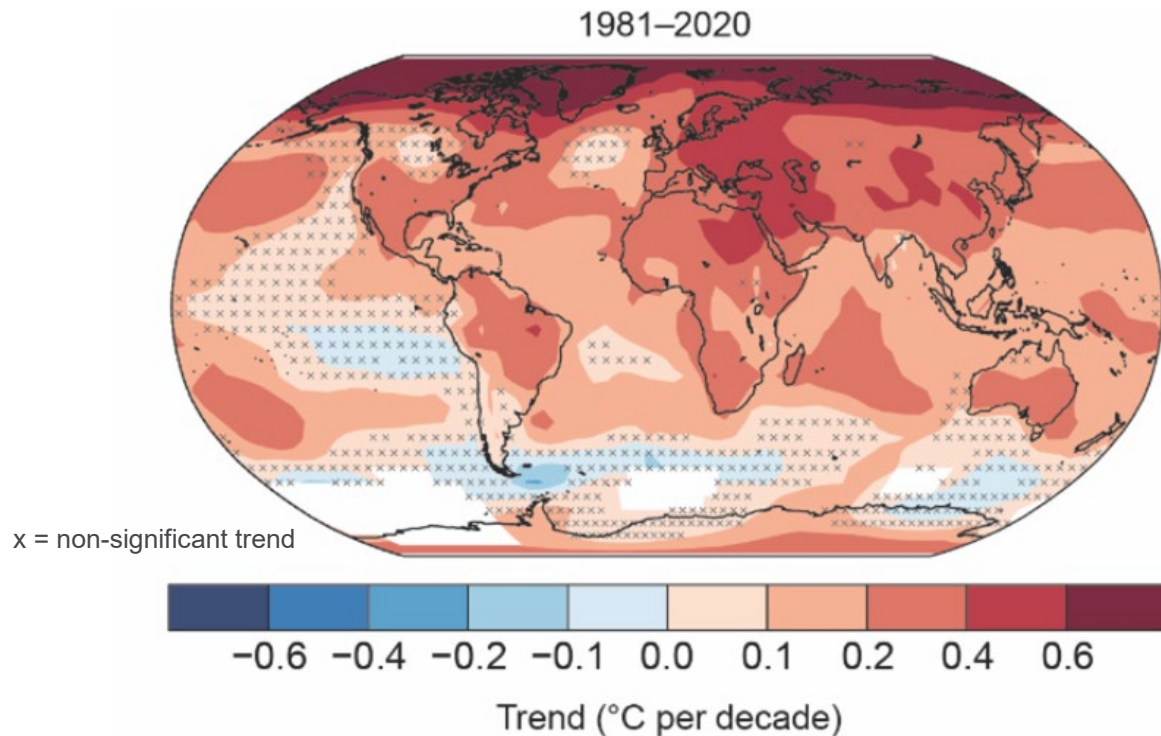 1981–2020
x = non-significant trend
−0.6 −0.4 −0.2 −0.1 0.0 0.1 0.2 0.4 0.6
Trend (°C per decade)